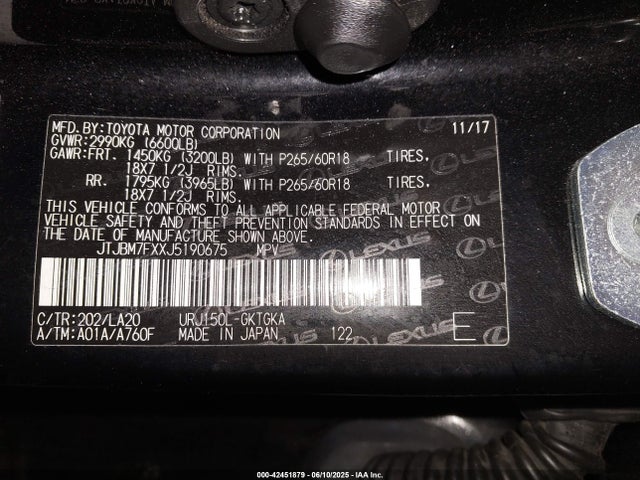 MFD.BY:TOYOTA MOTOR CORPORATION 11/17
GVWR:2990KG (6600LB)
GAWR:FRT. 1450KG (3200LB) WITH P265/60R18 TIRES.
18X7 1/2J RIMS.
RR. 1795KG (3965LB) WITH P265/60R18 TIRES.
18X7 1/2J RIMS.
THIS VEHICLE CONFORMS TO ALL APPLICABLE FEDERAL MOTOR
VEHICLE SAFETY AND THEFT PREVENTION STANDARDS IN EFFECT ON
THE DATE OF MANUFACTURE SHOWN ABOVE.
JTJBM7FXXJ5190675 MPV
C/TR:202/LA20 URJ150L-GKTGKA
A/TM:A01A/A760F MADE IN JAPAN 122 E
LEXUS
000-42451879 - 06/10/2025 - IAA Inc.